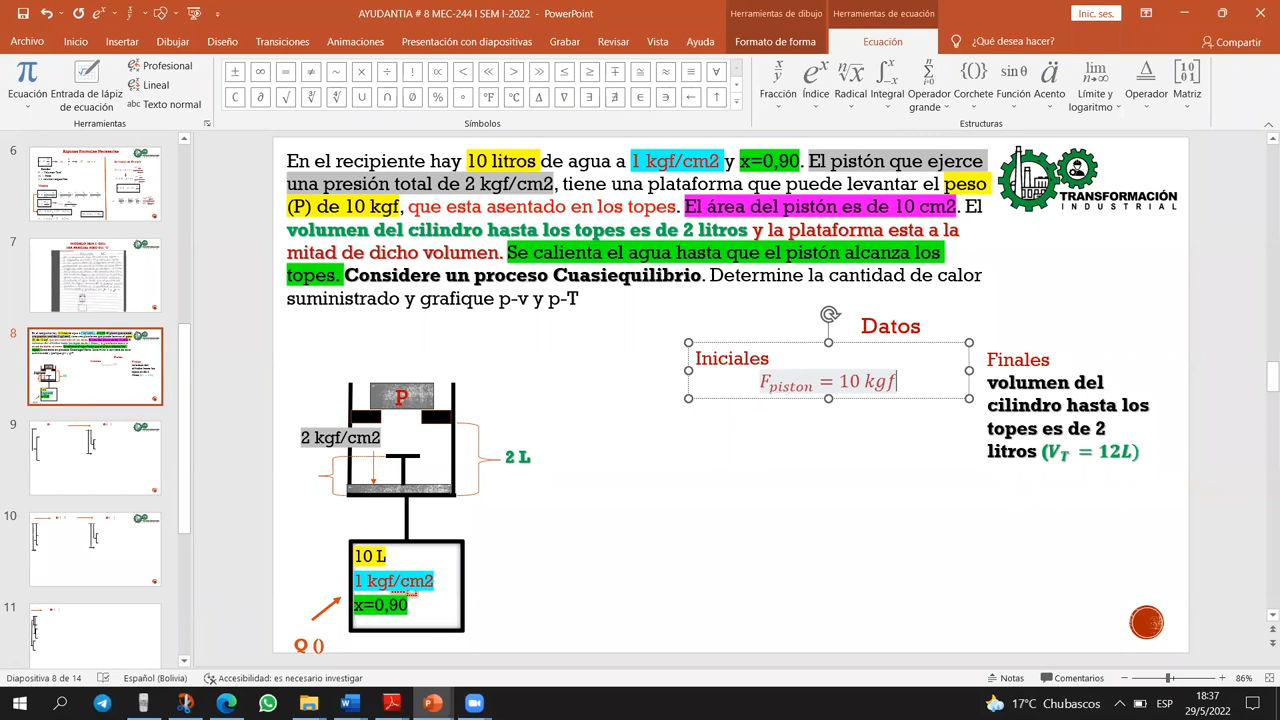 AYUDANTIA # 8 MEC-244 I SEM I-2L22 - PowerPoint
Herramientas de dibujo
Herramientas de ecuación
Inic. ses.
Archivo
Inicio
Insertar
Dibujar
Diseño
Transiciones
Animaciones
Presentación con diapositivas
Grabar
Revisar
Vista
Ayuda
Formato de forma
Ecuación
¿Qué desea hacer?
Compartir
Ecuación
Entrada de lápiz de ecuación
Profesional
Lineal
abc Texto normal
Herramientas
± ∞ = ≠ ~ × ÷ ! ∝ < ≪ > ≫ ≤ ≥ ∓ ≅ ≈ ≡ ∀
∁ ∂ √ ∛ ∜ ∪ ∩ ∅ % ° °F °C ∆ ∇ ∃ ∄ ∈ ∋ ← ↑
Símbolos
Fracción
Índice
Radical
Integral
Operador grande
Corchete
Función
Acento
Límite y logaritmo
Operador
Matriz
Estructuras
6
8
9
10
11
En el recipiente hay 10 litros de agua a 1 kgf/cm2 y x=0,90. El pistón que ejerce
una presión total de 2 kgf/cm2, tiene una plataforma que puede levantar el peso
(P) de 10 kgf, que esta asentado en los topes. El área del pistón es de 10 cm2. El
volumen del cilindro hasta los topes es de 2 litros y la plataforma esta a la
mitad de dicho volumen. Se calienta el agua hasta que el pistón alcanza los
topes. Considere un proceso Cuasiequilibrio. Determine la cantidad de calor
suministrado y grafique p-v y p-T
TRANSFORMACIÓN
INDUSTRIAL
Datos
Iniciales
F_piston = 10 kgf
Finales
volumen del
cilindro hasta los
topes es de 2
litros (V_T = 12L)
P
2 kgf/cm2
2 L
10 L
1 kgf/cm2
x=0,90
Q ()
Diapositiva 8 de 14
Español (Bolivia)
Accesibilidad: es necesario investigar
Notas
Comentarios
86%
17°C Chubascos
ESP
18:37
29/5/2022